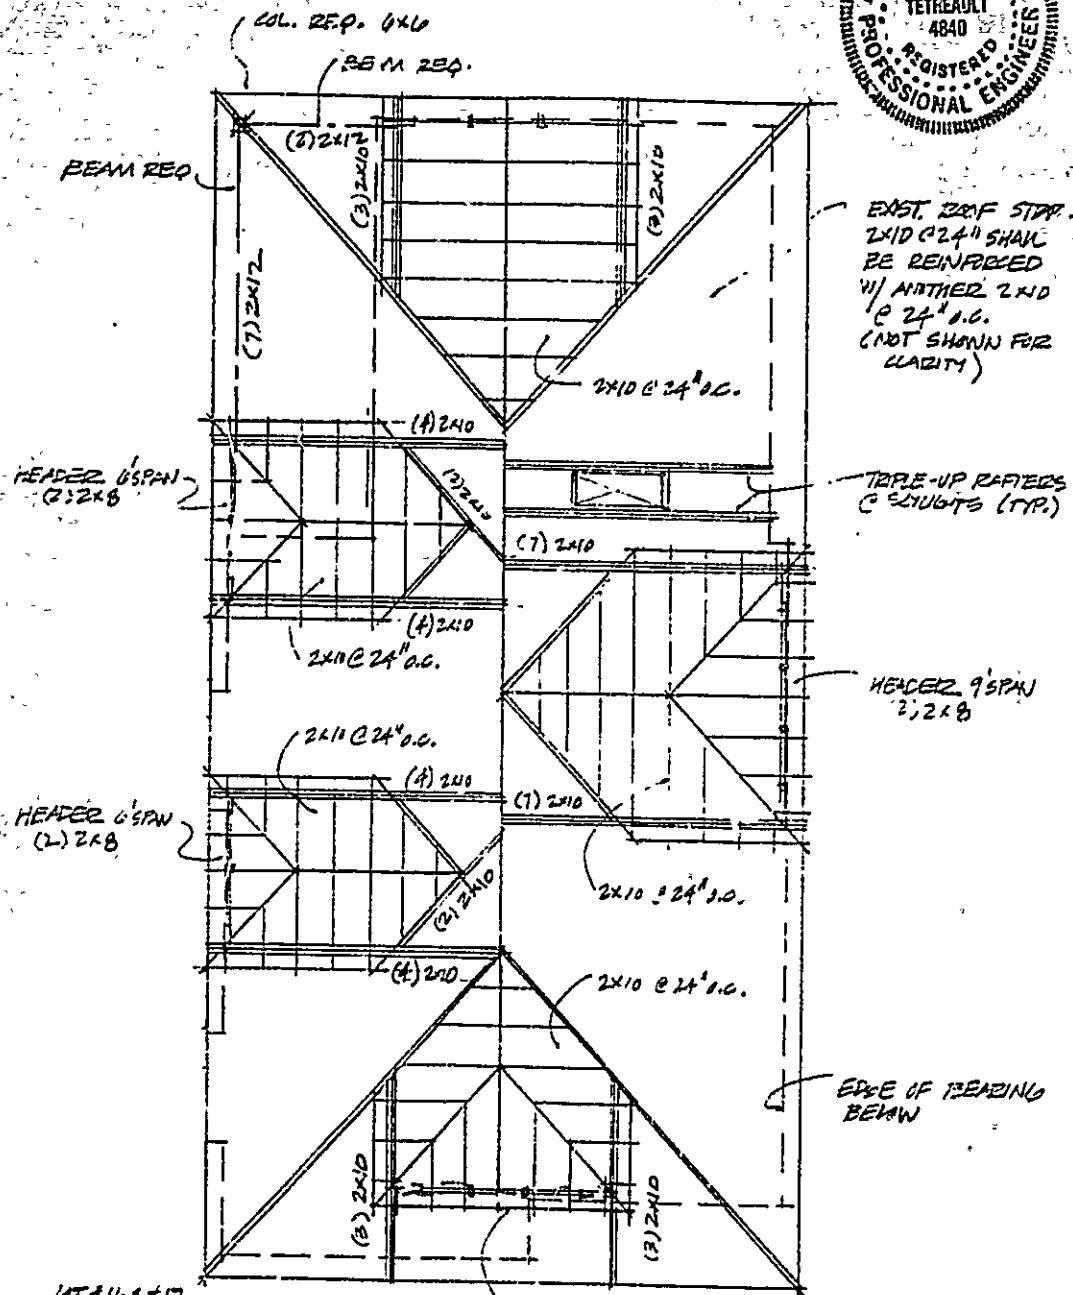 COL. REQ. 6x6
BEAM REQ.
TETREAULT
4840
REGISTERED
PROFESSIONAL ENGINEER
BEAM REQ
(2) 2x12
(3) 2x10
(3) 2x10
(7) 2x12
EXIST. ROOF STRR.
2x10 @ 24" SHALL
BE REINFORCED
W/ ANOTHER 2x10
@ 24" O.C.
(NOT SHOWN FOR
CLARITY)
2x10 @ 24" O.C.
(4) 2x10
(2) 2x10
HEADER 6' SPAN
(2) 2x8
TRIPLE-UP RAFTERS
@ SKYLIGHTS (TYP.)
(7) 2x10
(4) 2x10
2x10 @ 24" O.C.
HEADER 9' SPAN
2x8
2x10 @ 24" O.C.
(4) 2x10
(7) 2x10
HEADER 6' SPAN
(2) 2x8
2x10 @ 24" O.C.
(2) 2x10
(4) 2x10
2x10 @ 24" O.C.
EDGE OF BEARING
BELOW
(3) 2x10
(3) 2x10